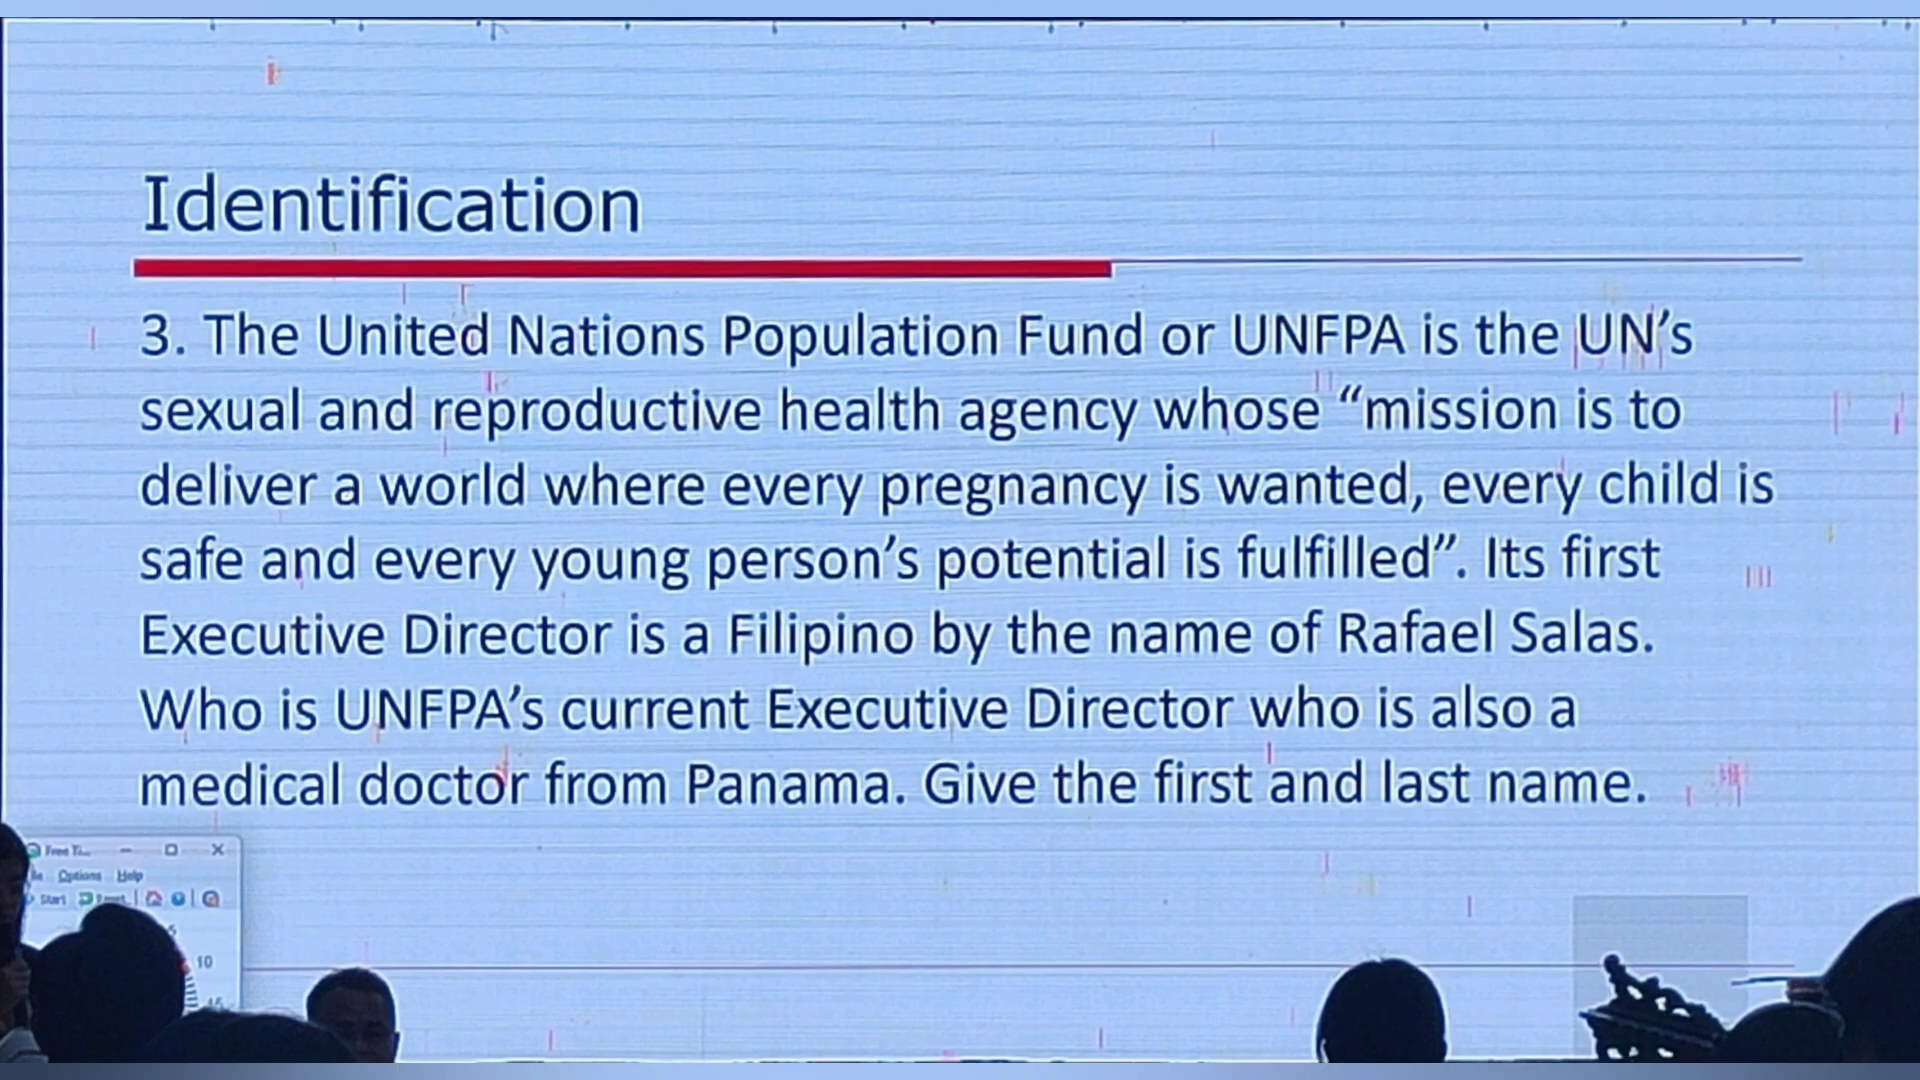 Identification
3. The United Nations Population Fund or UNFPA is the UN’s
sexual and reproductive health agency whose “mission is to
deliver a world where every pregnancy is wanted, every child is
safe and every young person’s potential is fulfilled”. Its first
Executive Director is a Filipino by the name of Rafael Salas.
Who is UNFPA’s current Executive Director who is also a
medical doctor from Panama. Give the first and last name.
Free Ti...
Options Help
Start Reset
10